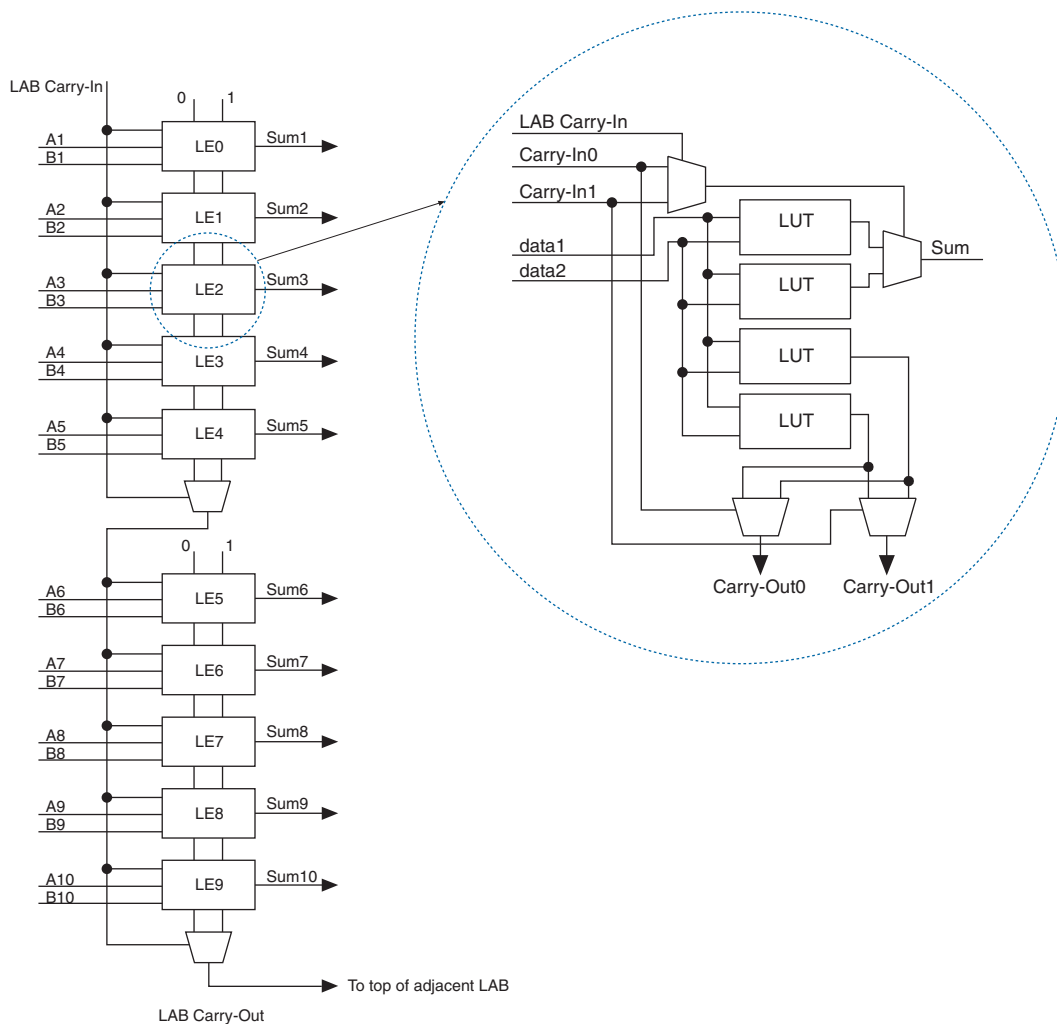 LAB Carry-In
0 1
A1
B1
LE0
Sum1
A2
B2
LE1
Sum2
A3
B3
LE2
Sum3
A4
B4
LE3
Sum4
A5
B5
LE4
Sum5
0 1
A6
B6
LE5
Sum6
A7
B7
LE6
Sum7
A8
B8
LE7
Sum8
A9
B9
LE8
Sum9
A10
B10
LE9
Sum10
To top of adjacent LAB
LAB Carry-Out
LAB Carry-In
Carry-In0
Carry-In1
data1
data2
LUT
LUT
LUT
LUT
Sum
Carry-Out0
Carry-Out1